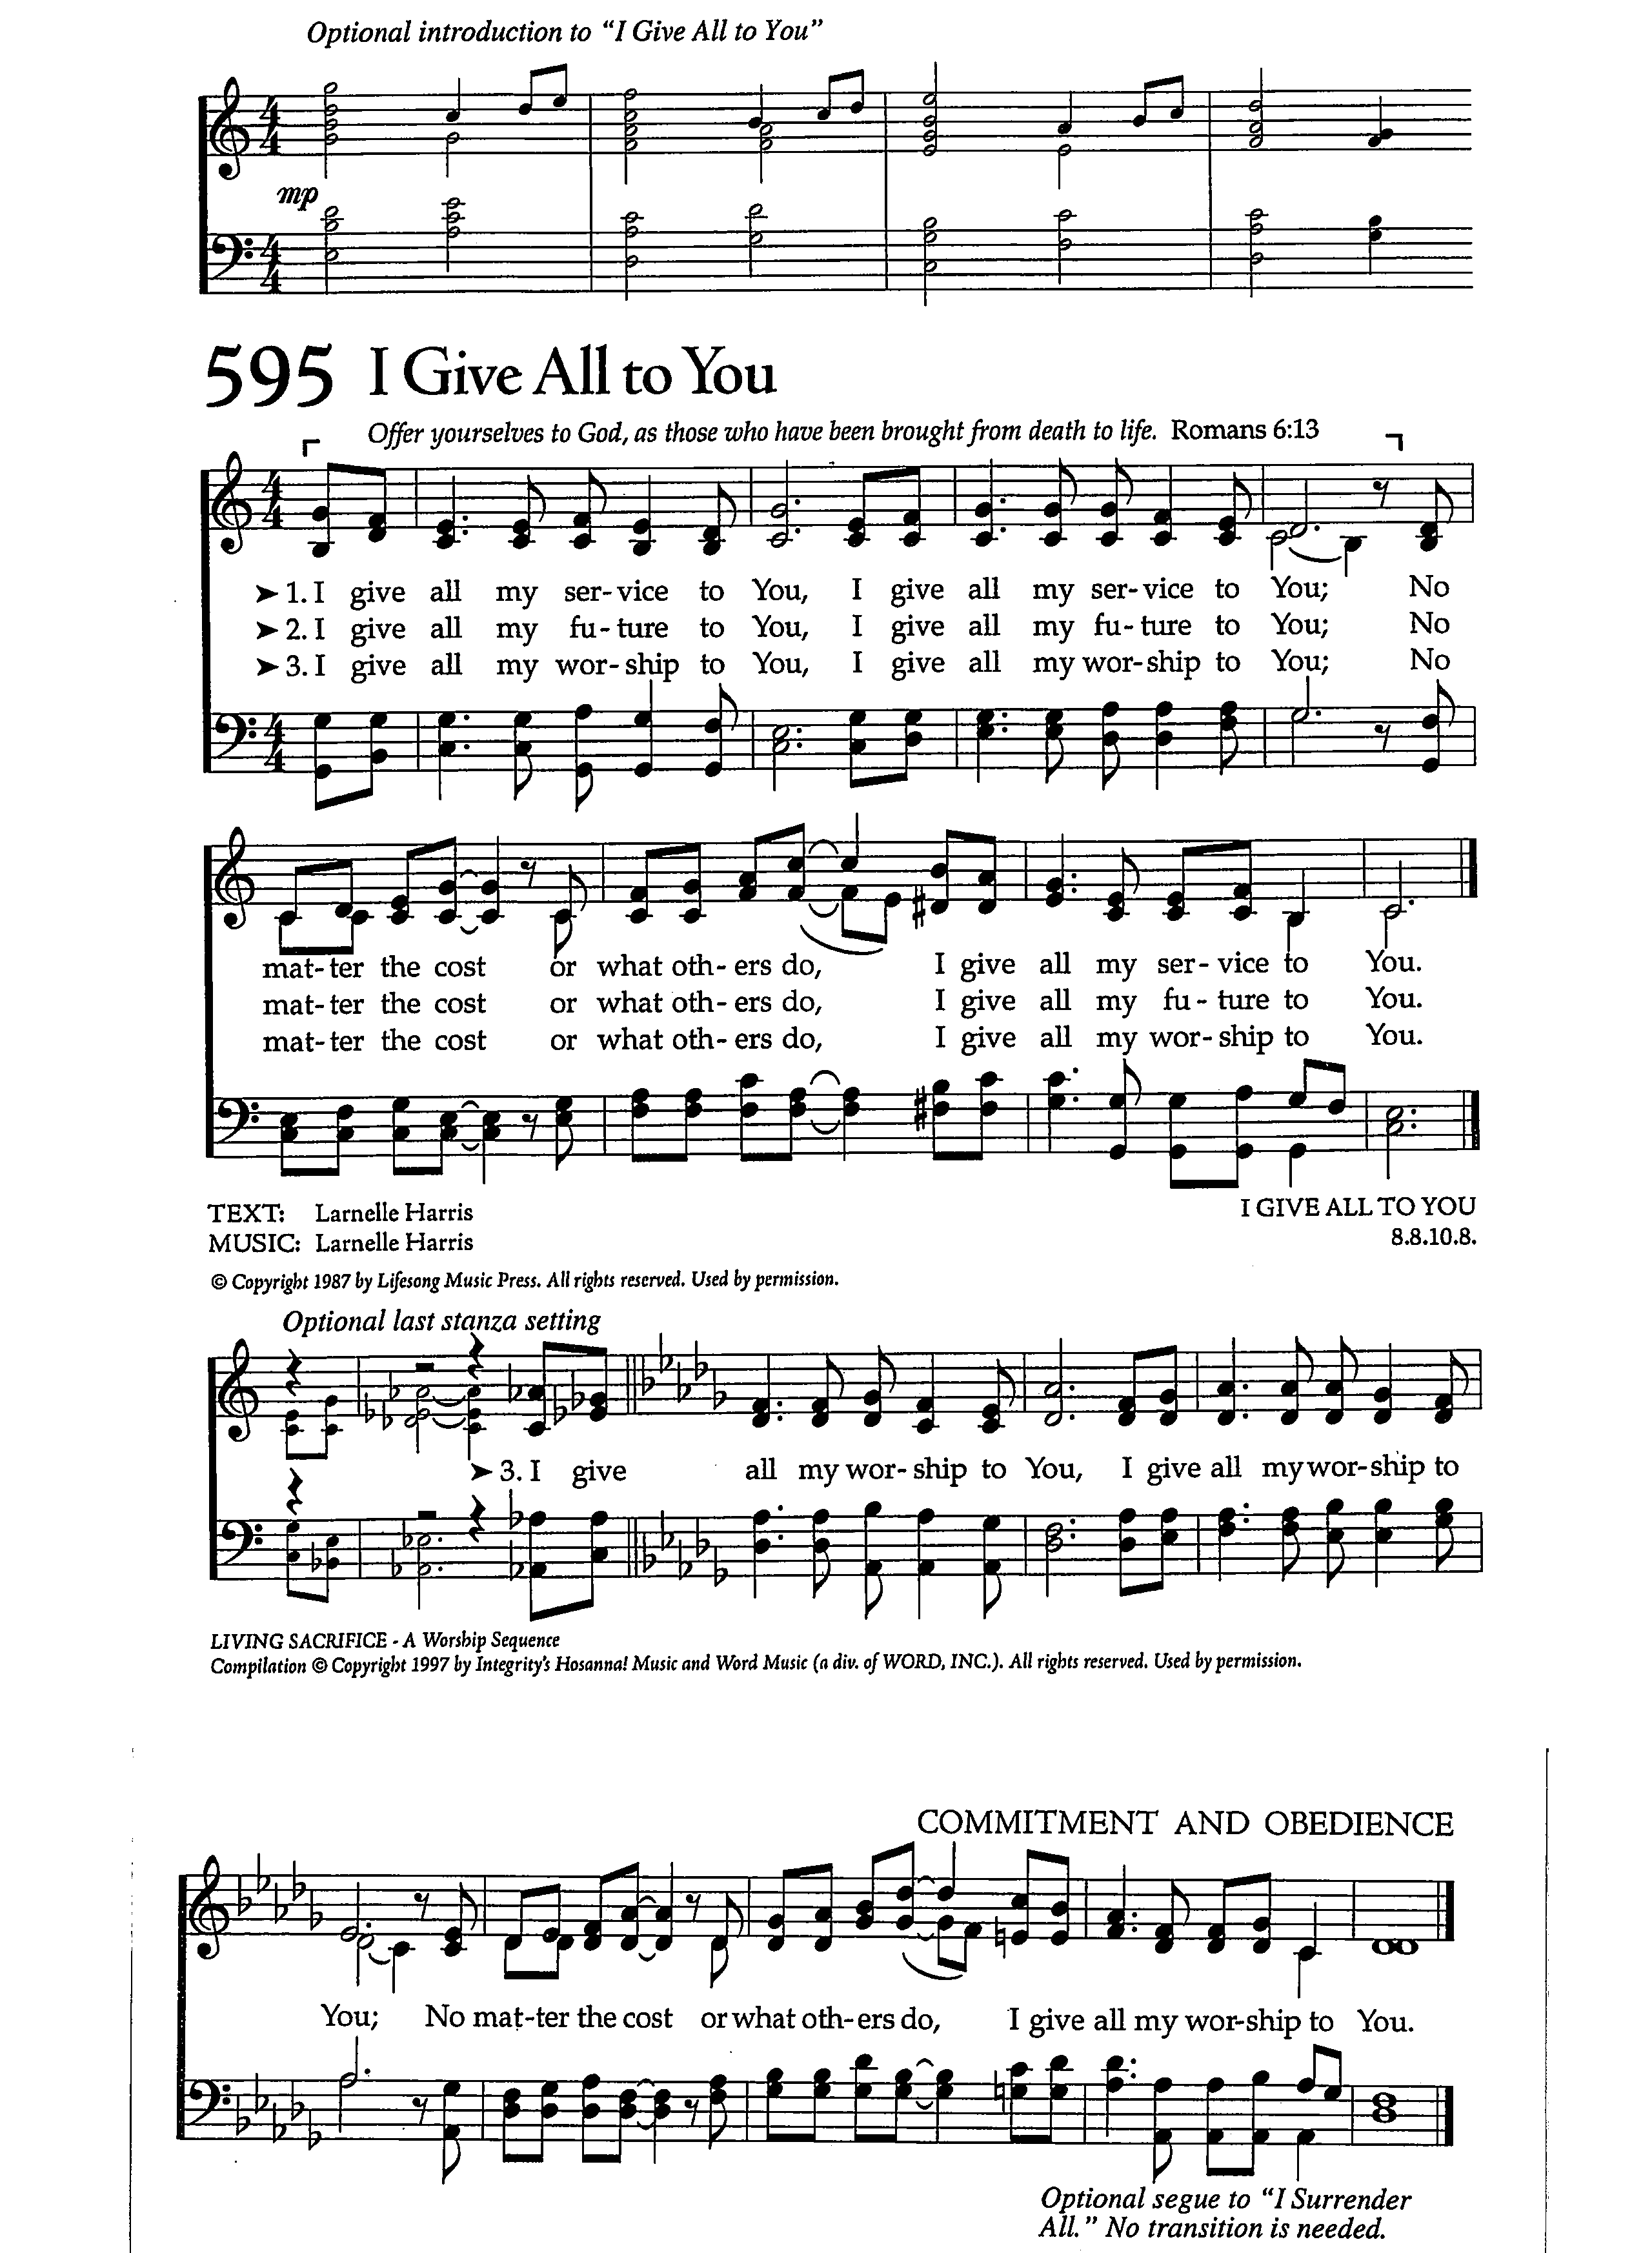 Optional introduction to “I Give All to You”
4 4
mp
4 4
595 I Give All to You
Offer yourselves to God, as those who have been brought from death to life. Romans 6:13
4 4
➤ 1. I give all my ser-vice to You, I give all my ser-vice to You; No
➤ 2. I give all my fu-ture to You, I give all my fu-ture to You; No
➤ 3. I give all my wor-ship to You, I give all my wor-ship to You; No
4 4
mat-ter the cost or what oth-ers do, I give all my ser-vice to You.
mat-ter the cost or what oth-ers do, I give all my fu-ture to You.
mat-ter the cost or what oth-ers do, I give all my wor-ship to You.
TEXT: Larnelle Harris
MUSIC: Larnelle Harris
I GIVE ALL TO YOU
8.8.10.8.
© Copyright 1987 by Lifesong Music Press. All rights reserved. Used by permission.
Optional last stanza setting
➤ 3. I give all my wor-ship to You, I give all my wor-ship to
LIVING SACRIFICE - A Worship Sequence
Compilation © Copyright 1997 by Integrity's Hosanna! Music and Word Music (a div. of WORD, INC.). All rights reserved. Used by permission.
COMMITMENT AND OBEDIENCE
You; No mat-ter the cost or what oth-ers do, I give all my wor-ship to You.
Optional segue to “I Surrender
All.” No transition is needed.